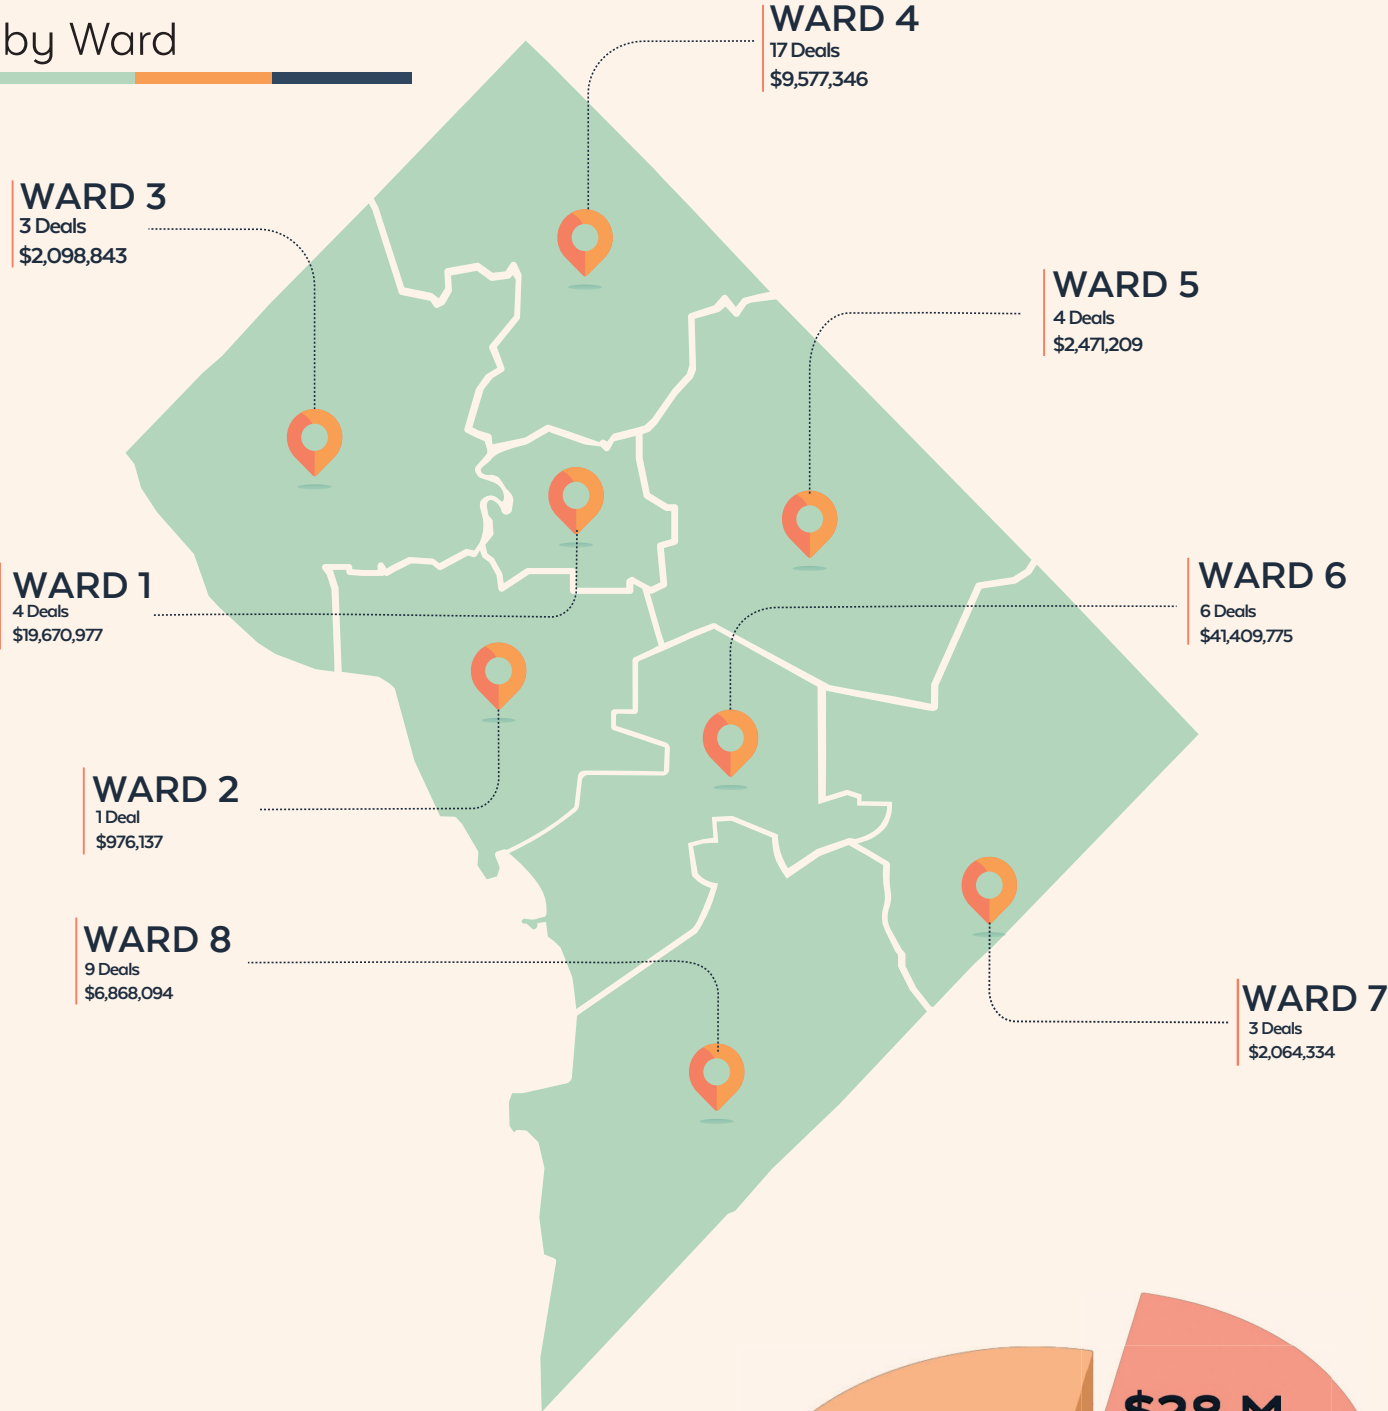 by Ward
WARD 4
17 Deals
$9,577,346
WARD 3
3 Deals
$2,098,843
WARD 5
4 Deals
$2,471,209
WARD 1
4 Deals
$19,670,977
WARD 6
6 Deals
$41,409,775
WARD 2
1 Deal
$976,137
WARD 8
9 Deals
$6,868,094
WARD 7
3 Deals
$2,064,334
$28 M